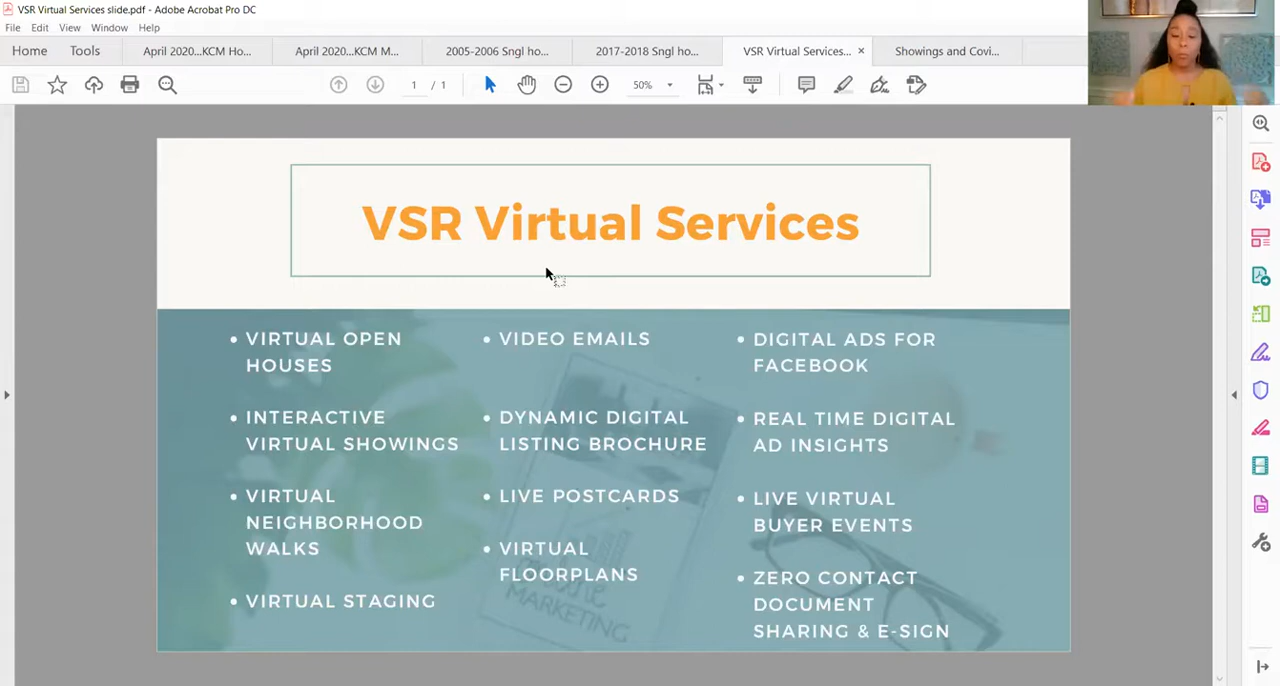 VSR Virtual Services slide.pdf - Adobe Acrobat Pro DC
File Edit View Window Help
Home Tools April 2020...KCM Ho... April 2020...KCM M... 2005-2006 Sngl ho... 2017-2018 Sngl ho... VSR Virtual Services... × Showings and Covi...
1 / 1 50%
VSR Virtual Services
• VIRTUAL OPEN
HOUSES
• INTERACTIVE
VIRTUAL SHOWINGS
• VIRTUAL
NEIGHBORHOOD
WALKS
• VIRTUAL STAGING
• VIDEO EMAILS
• DYNAMIC DIGITAL
LISTING BROCHURE
• LIVE POSTCARDS
• VIRTUAL
FLOORPLANS
• DIGITAL ADS FOR
FACEBOOK
• REAL TIME DIGITAL
AD INSIGHTS
• LIVE VIRTUAL
BUYER EVENTS
• ZERO CONTACT
DOCUMENT
SHARING & E-SIGN
MARKETING